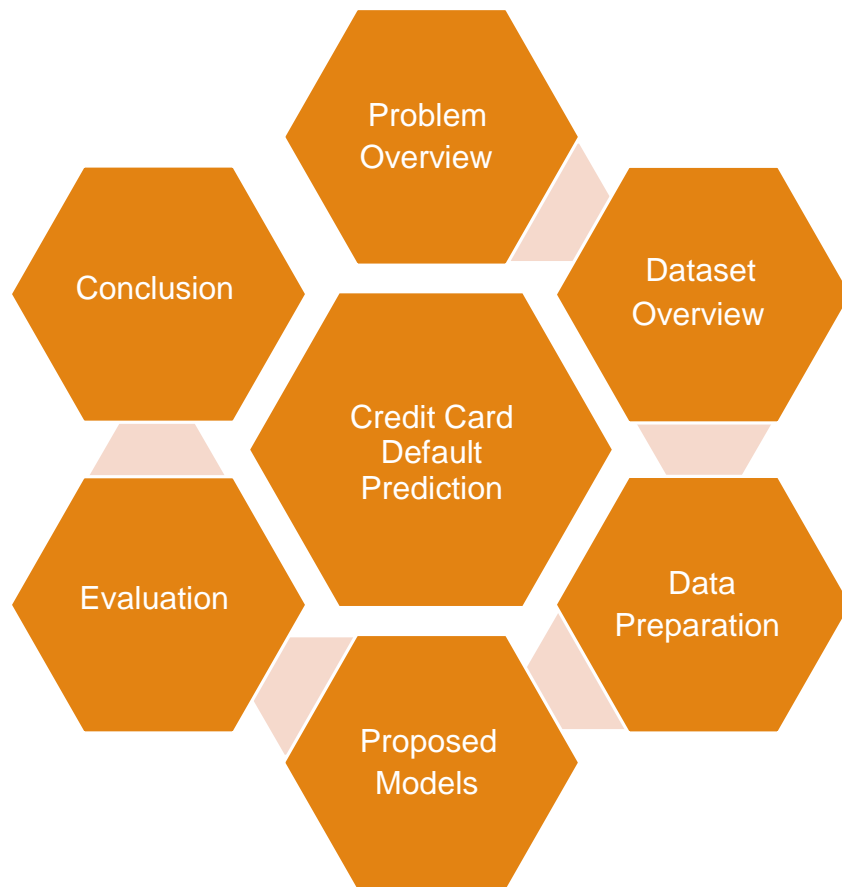 Problem
Overview
Dataset
Overview
Conclusion
Credit Card
Default
Prediction
Data
Preparation
Evaluation
Proposed
Models